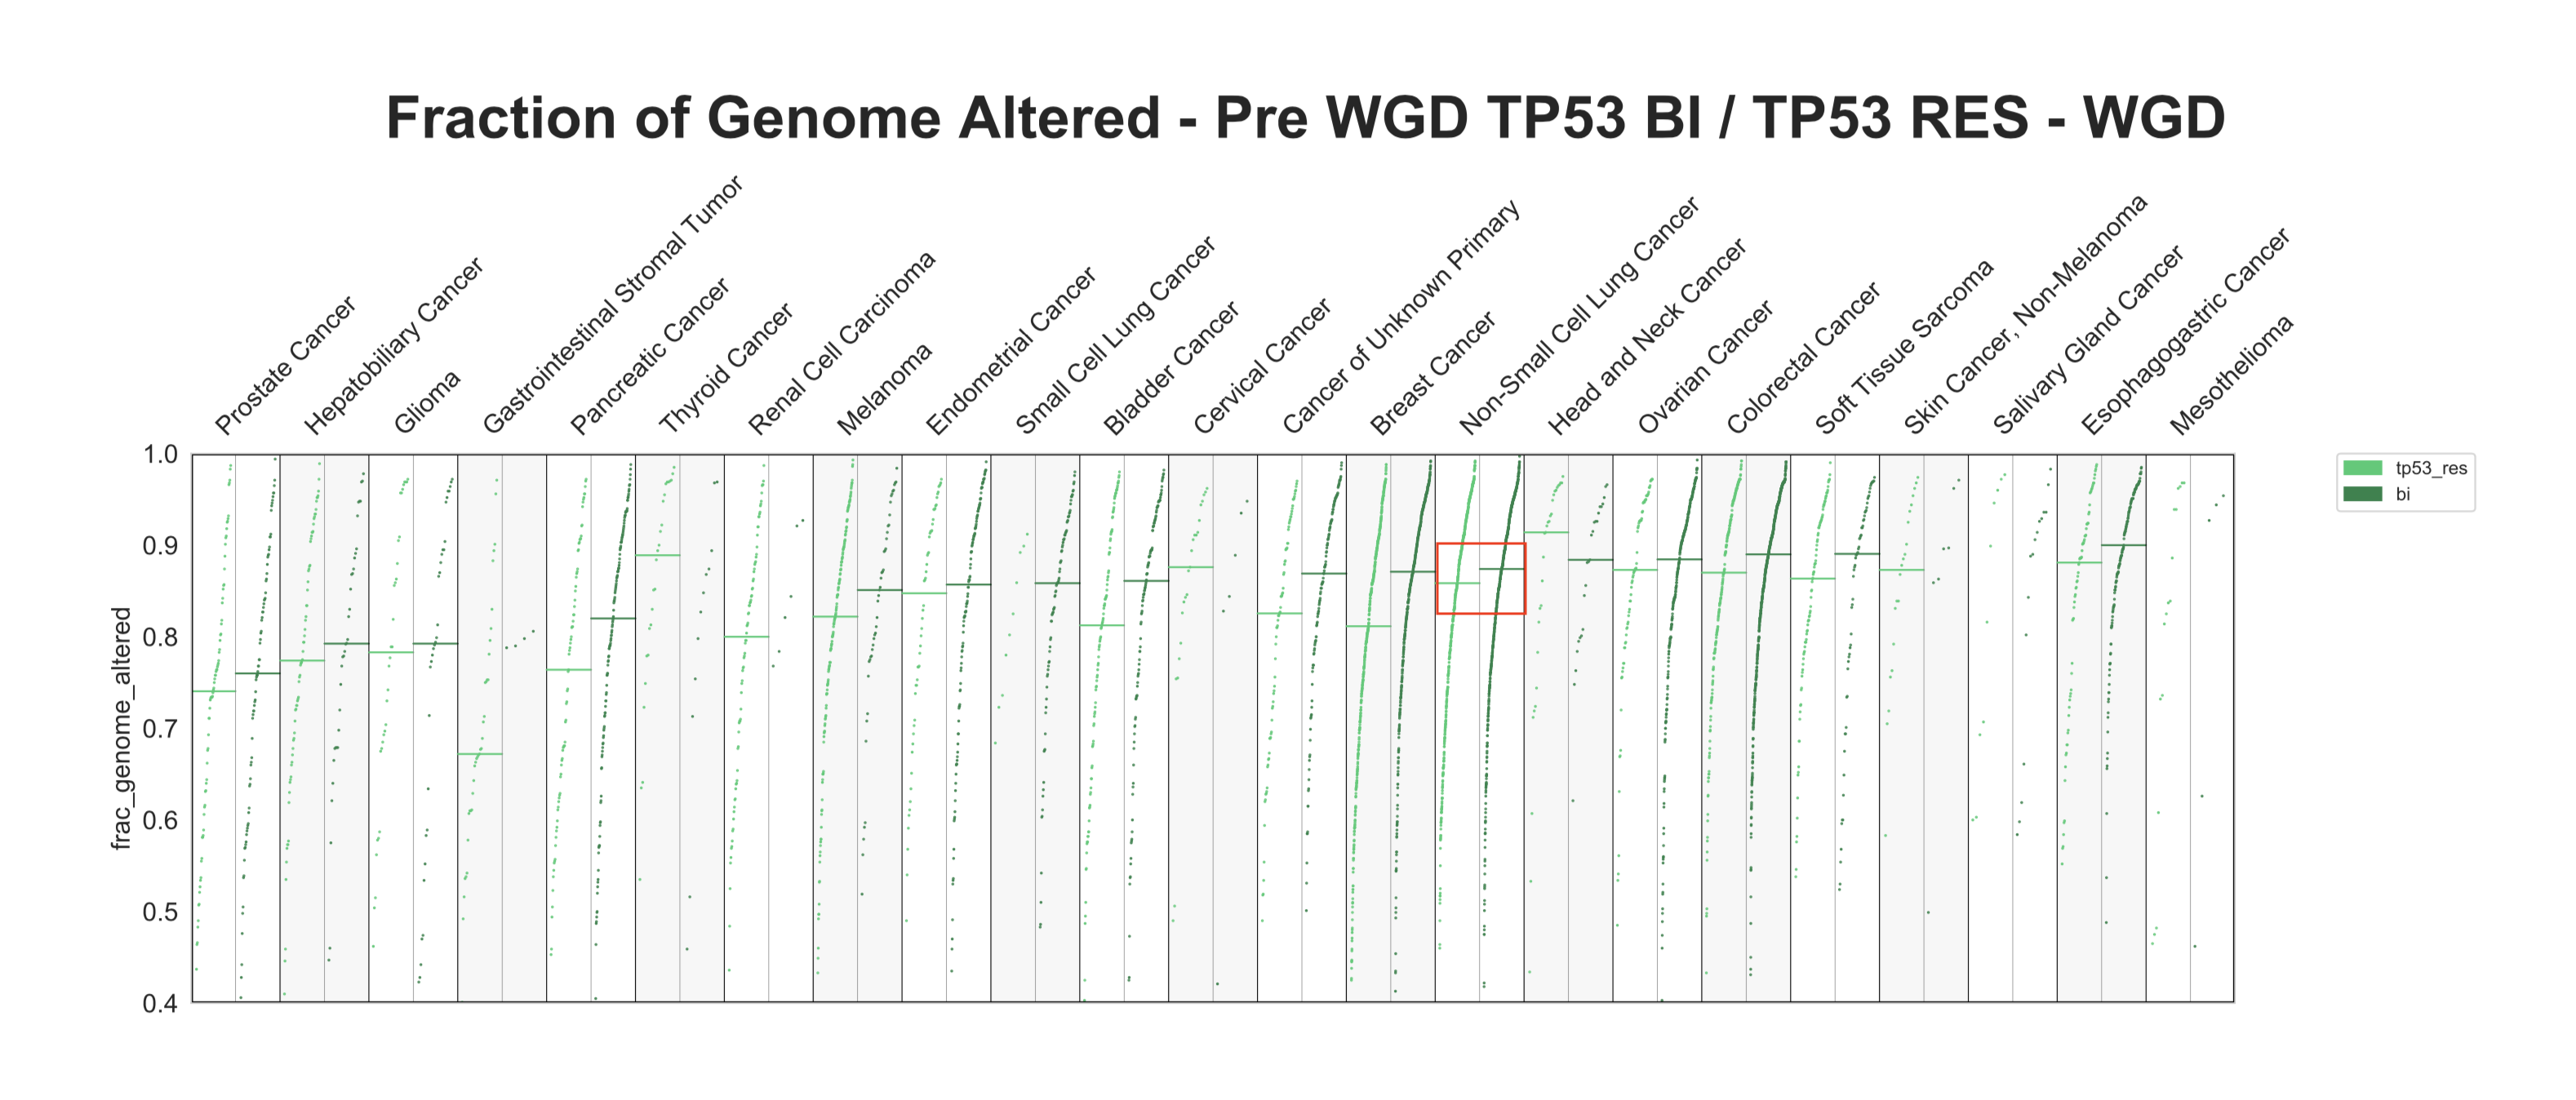 Fraction of Genome Altered - Pre WGD TP53 BI / TP53 RES - WGD
Prostate Cancer
Hepatobiliary Cancer
Glioma
Gastrointestinal Stromal Tumor
Pancreatic Cancer
Thyroid Cancer
Renal Cell Carcinoma
Melanoma
Endometrial Cancer
Small Cell Lung Cancer
Bladder Cancer
Cervical Cancer
Cancer of Unknown Primary
Breast Cancer
Non-Small Cell Lung Cancer
Head and Neck Cancer
Ovarian Cancer
Colorectal Cancer
Soft Tissue Sarcoma
Skin Cancer, Non-Melanoma
Salivary Gland Cancer
Esophagogastric Cancer
Mesothelioma
frac_genome_altered
1.0
0.9
0.8
0.7
0.6
0.5
0.4
tp53_res
bi